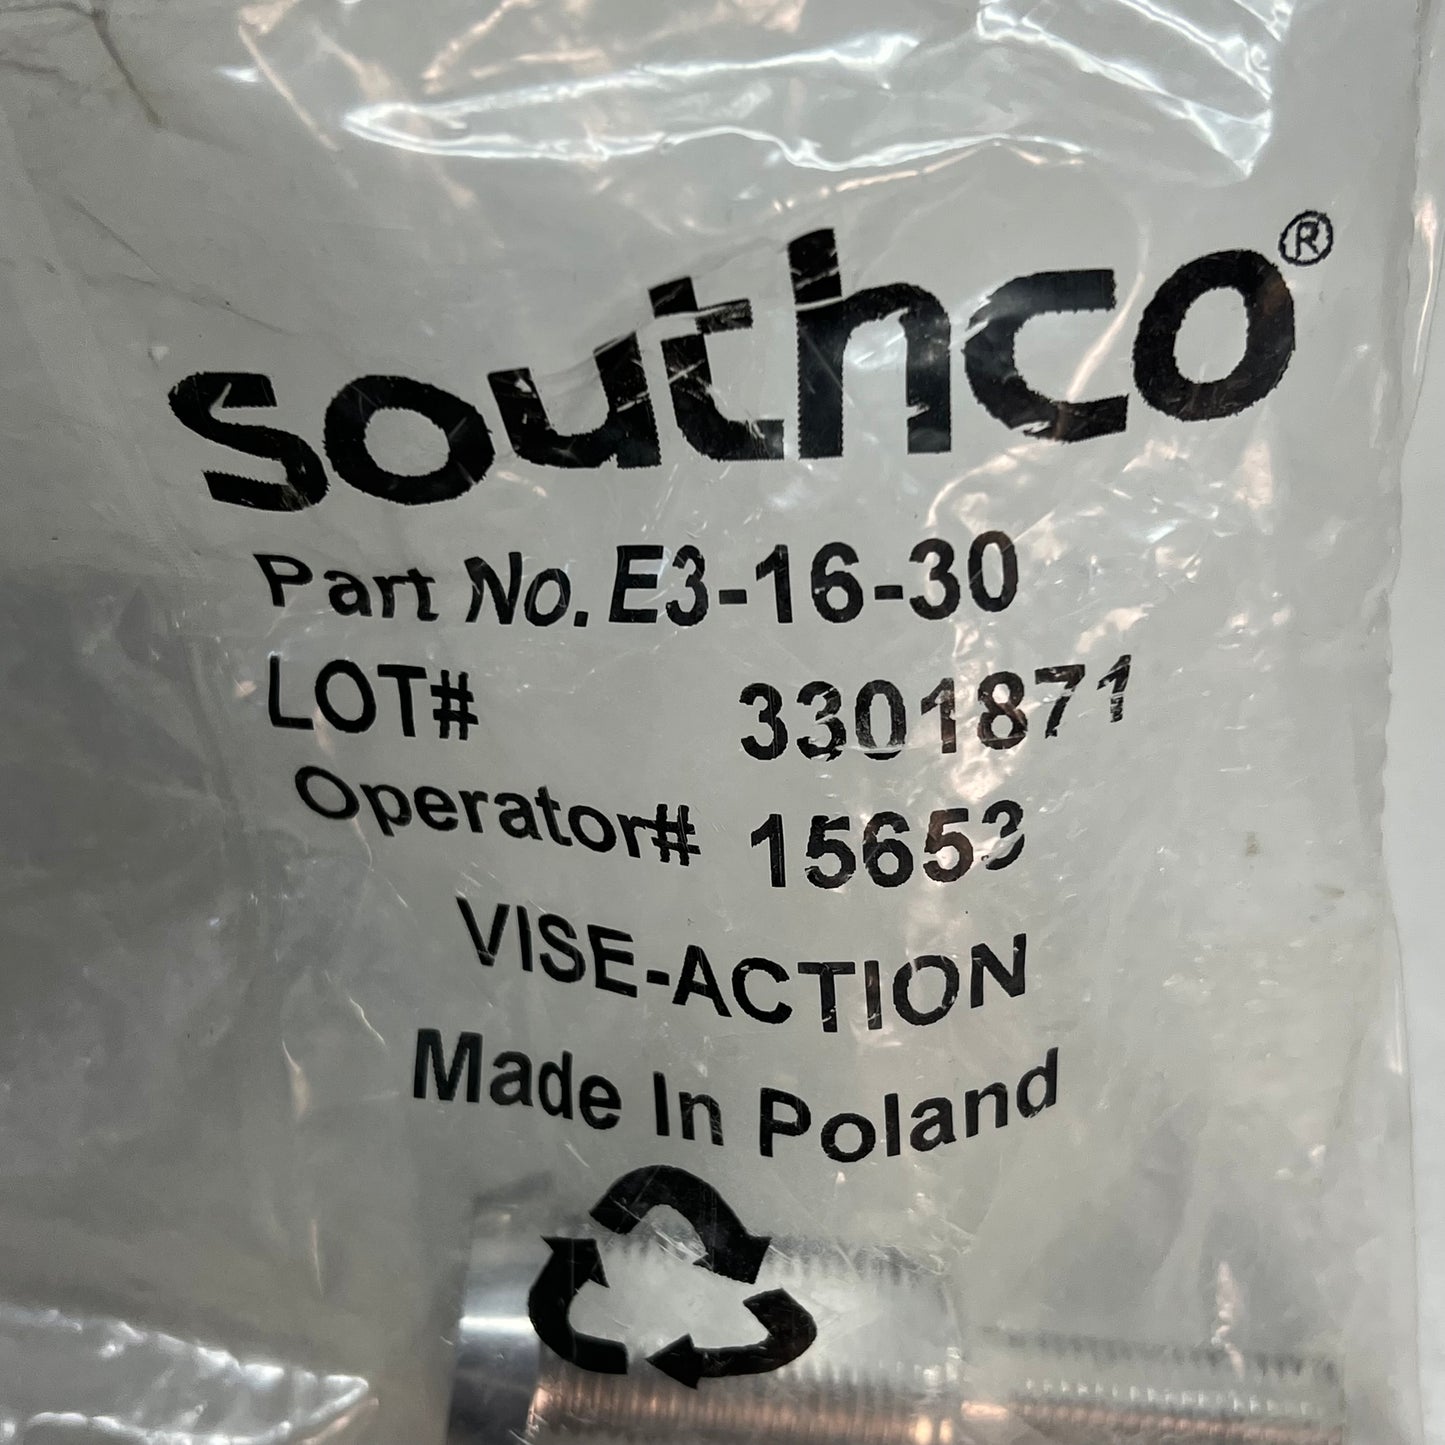 southco®
Part No. E3-16-30
LOT# 3301871
Operator# 15653
VISE-ACTION
Made In Poland